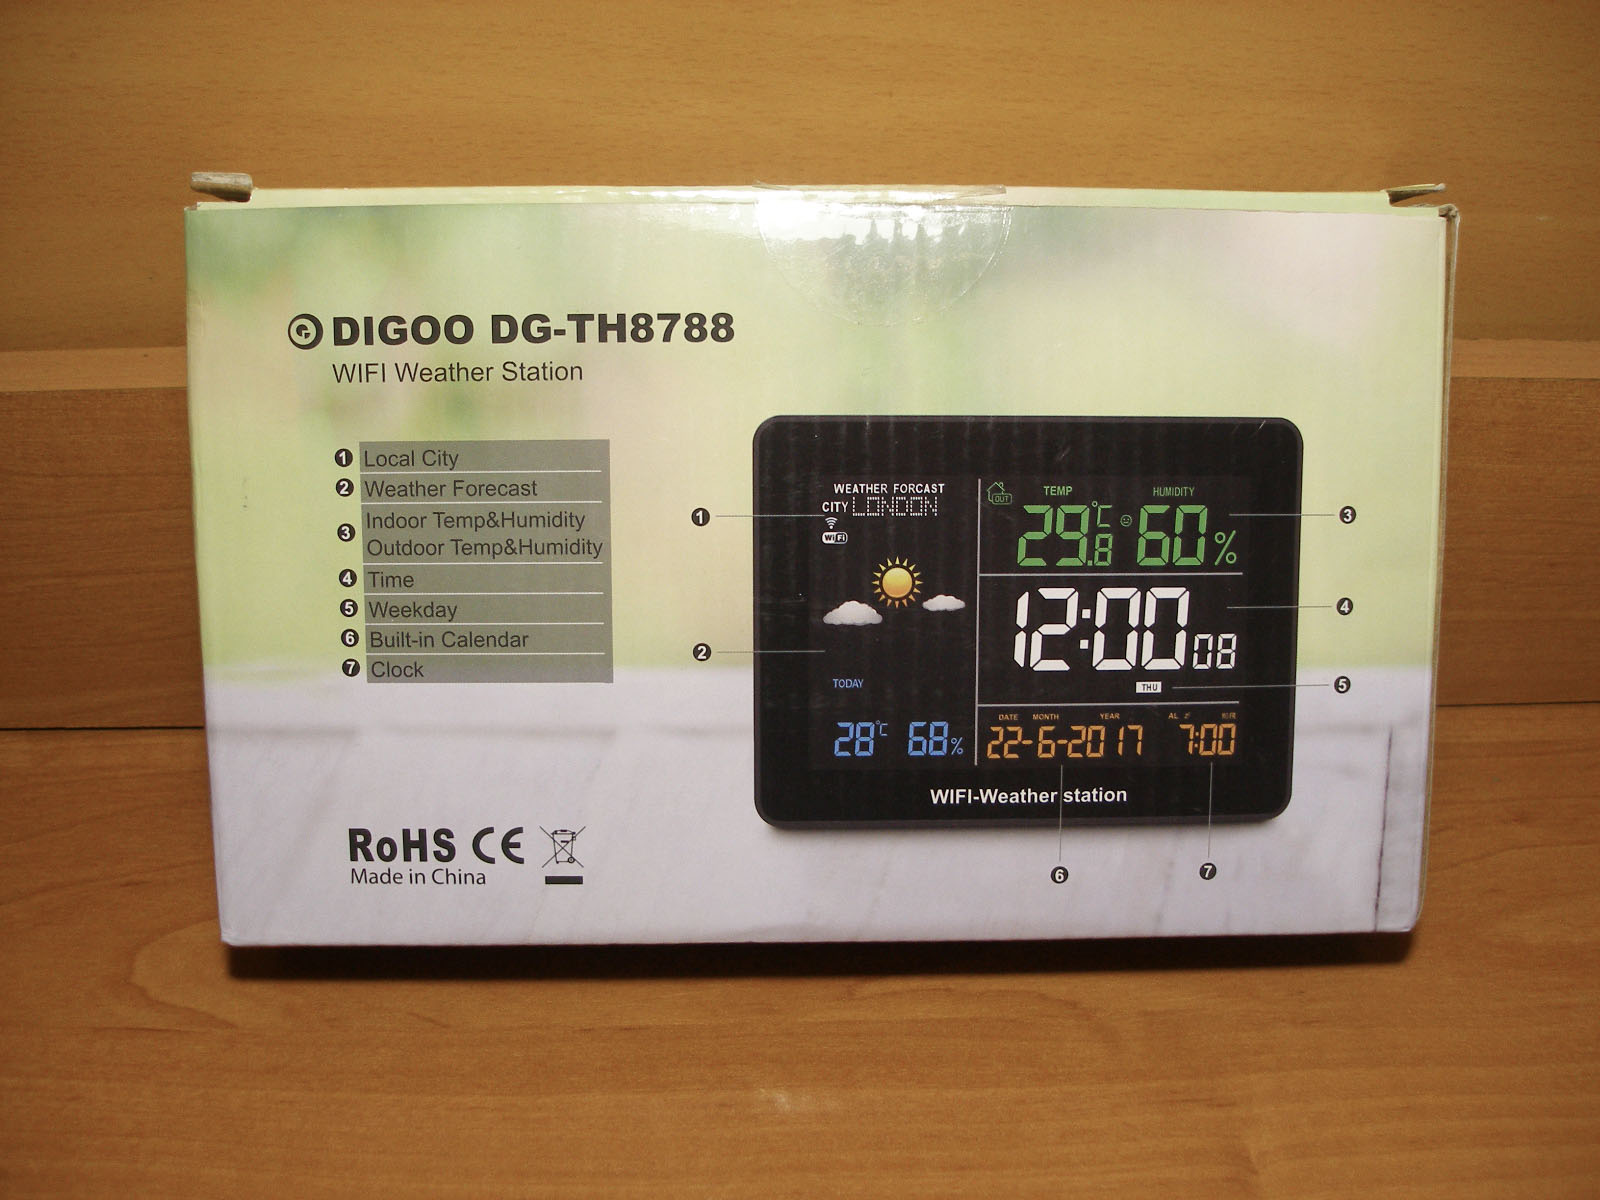 DIGOO DG-TH8788
WIFI Weather Station
1 Local City
2 Weather Forecast
3 Indoor Temp&Humidity
Outdoor Temp&Humidity
4 Time
5 Weekday
6 Built-in Calendar
7 Clock
RoHS CE
Made in China
WEATHER FORCAST
CITY LONDON
WiFi
TODAY
28°C 68%
OUT TEMP HUMIDITY
29.8°C 60%
12:00 08
THU
DATE MONTH YEAR AL
22-6-2017 7:00
WIFI-Weather station
1
2
3
4
5
6
7